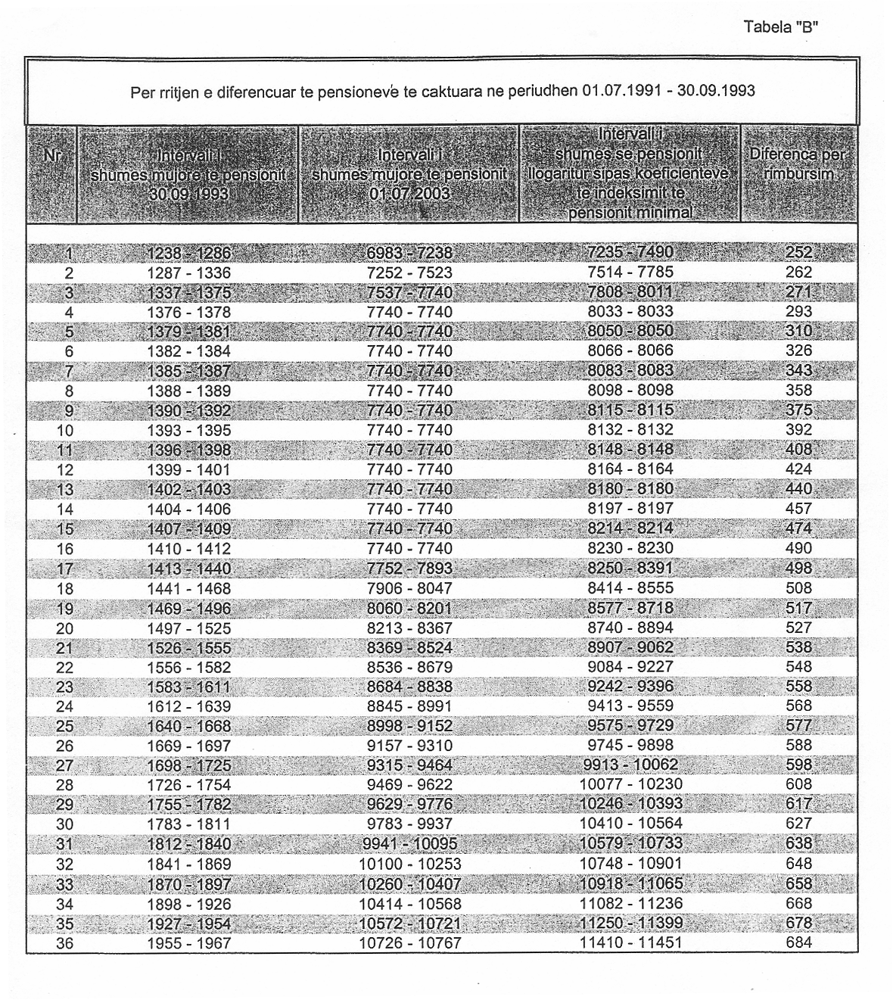 Tabela "B"
Per rritjen e diferencuar te pensioneve te caktuara ne periudhen 01.07.1991 - 30.09.1993
Nr Intervali i shumes mujore te pensionit 30.09.1993 Intervali i shumes mujore te pensionit 01.07.2003 Intervali i shumes se pensionit llogaritur sipas koeficienteve te indeksimit te pensionit minimal Diferenca per rimbursim
1 1238 - 1286 6983 - 7238 7235 - 7490 252
2 1287 - 1336 7252 - 7523 7514 - 7785 262
3 1337 - 1375 7537 - 7740 7808 - 8011 271
4 1376 - 1378 7740 - 7740 8033 - 8033 293
5 1379 - 1381 7740 - 7740 8050 - 8050 310
6 1382 - 1384 7740 - 7740 8066 - 8066 326
7 1385 - 1387 7740 - 7740 8083 - 8083 343
8 1388 - 1389 7740 - 7740 8098 - 8098 358
9 1390 - 1392 7740 - 7740 8115 - 8115 375
10 1393 - 1395 7740 - 7740 8132 - 8132 392
11 1396 - 1398 7740 - 7740 8148 - 8148 408
12 1399 - 1401 7740 - 7740 8164 - 8164 424
13 1402 - 1403 7740 - 7740 8180 - 8180 440
14 1404 - 1406 7740 - 7740 8197 - 8197 457
15 1407 - 1409 7740 - 7740 8214 - 8214 474
16 1410 - 1412 7740 - 7740 8230 - 8230 490
17 1413 - 1440 7752 - 7893 8250 - 8391 498
18 1441 - 1468 7906 - 8047 8414 - 8555 508
19 1469 - 1496 8060 - 8201 8577 - 8718 517
20 1497 - 1525 8213 - 8367 8740 - 8894 527
21 1526 - 1555 8369 - 8524 8907 - 9062 538
22 1556 - 1582 8536 - 8679 9084 - 9227 548
23 1583 - 1611 8684 - 8838 9242 - 9396 558
24 1612 - 1639 8845 - 8991 9413 - 9559 568
25 1640 - 1668 8998 - 9152 9575 - 9729 577
26 1669 - 1697 9157 - 9310 9745 - 9898 588
27 1698 - 1725 9315 - 9464 9913 - 10062 598
28 1726 - 1754 9469 - 9622 10077 - 10230 608
29 1755 - 1782 9629 - 9776 10246 - 10393 617
30 1783 - 1811 9783 - 9937 10410 - 10564 627
31 1812 - 1840 9941 - 10095 10579 - 10733 638
32 1841 - 1869 10100 - 10253 10748 - 10901 648
33 1870 - 1897 10260 - 10407 10918 - 11065 658
34 1898 - 1926 10414 - 10568 11082 - 11236 668
35 1927 - 1954 10572 - 10721 11250 - 11399 678
36 1955 - 1967 10726 - 10767 11410 - 11451 684